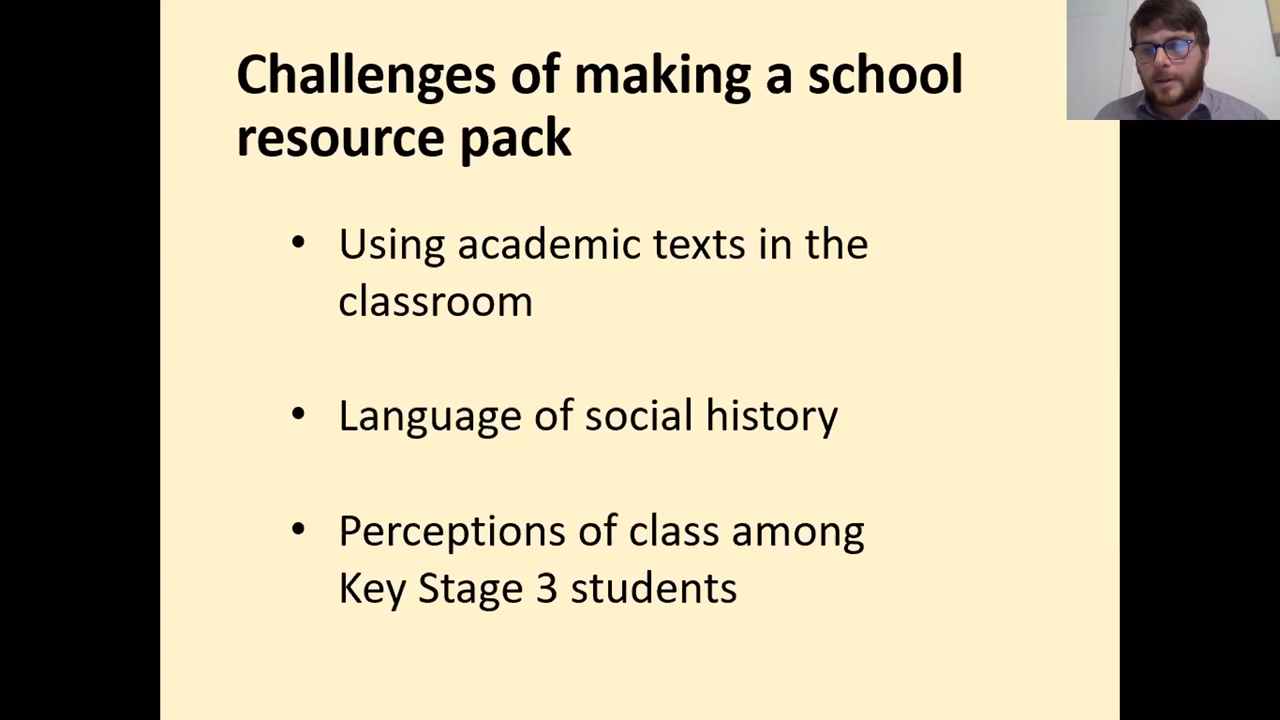 Challenges of making a school
resource pack
• Using academic texts in the
classroom
• Language of social history
• Perceptions of class among
Key Stage 3 students